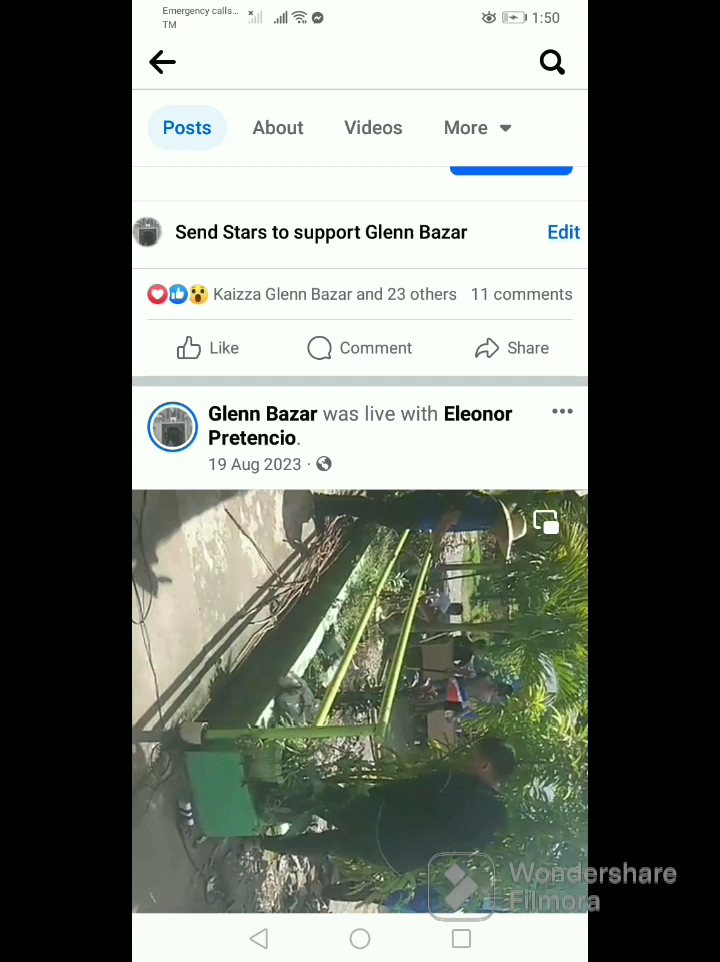 Emergency calls...
TM
1:50
Posts
About
Videos
More
Send Stars to support Glenn Bazar
Edit
Kaizza Glenn Bazar and 23 others
11 comments
Like
Comment
Share
Glenn Bazar was live with Eleonor
Pretencio.
19 Aug 2023 ·
Wondershare
Filmora